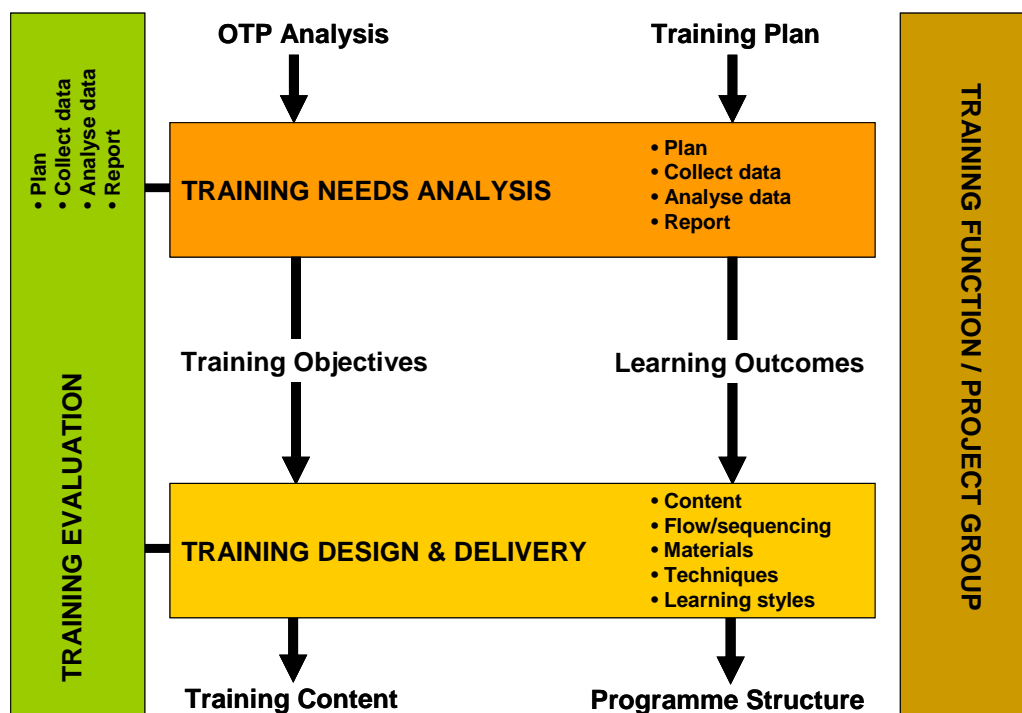 OTP Analysis
Training Plan
• Plan
• Collect data
• Analyse data
• Report
TRAINING EVALUATION
TRAINING NEEDS ANALYSIS
• Plan
• Collect data
• Analyse data
• Report
Training Objectives
Learning Outcomes
TRAINING DESIGN & DELIVERY
• Content
• Flow/sequencing
• Materials
• Techniques
• Learning styles
Training Content
Programme Structure
TRAINING FUNCTION / PROJECT GROUP